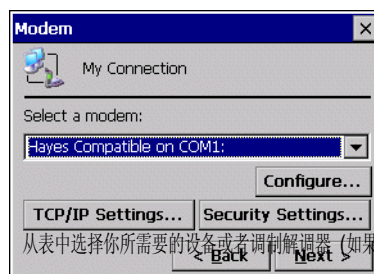 Modem
My Connection
Select a modem:
Hayes Compatible on COM1:
Configure...
TCP/IP Settings... Security Settings...
从表中选择你所需要的设备或者调制解调器 (如果
< Back Next >